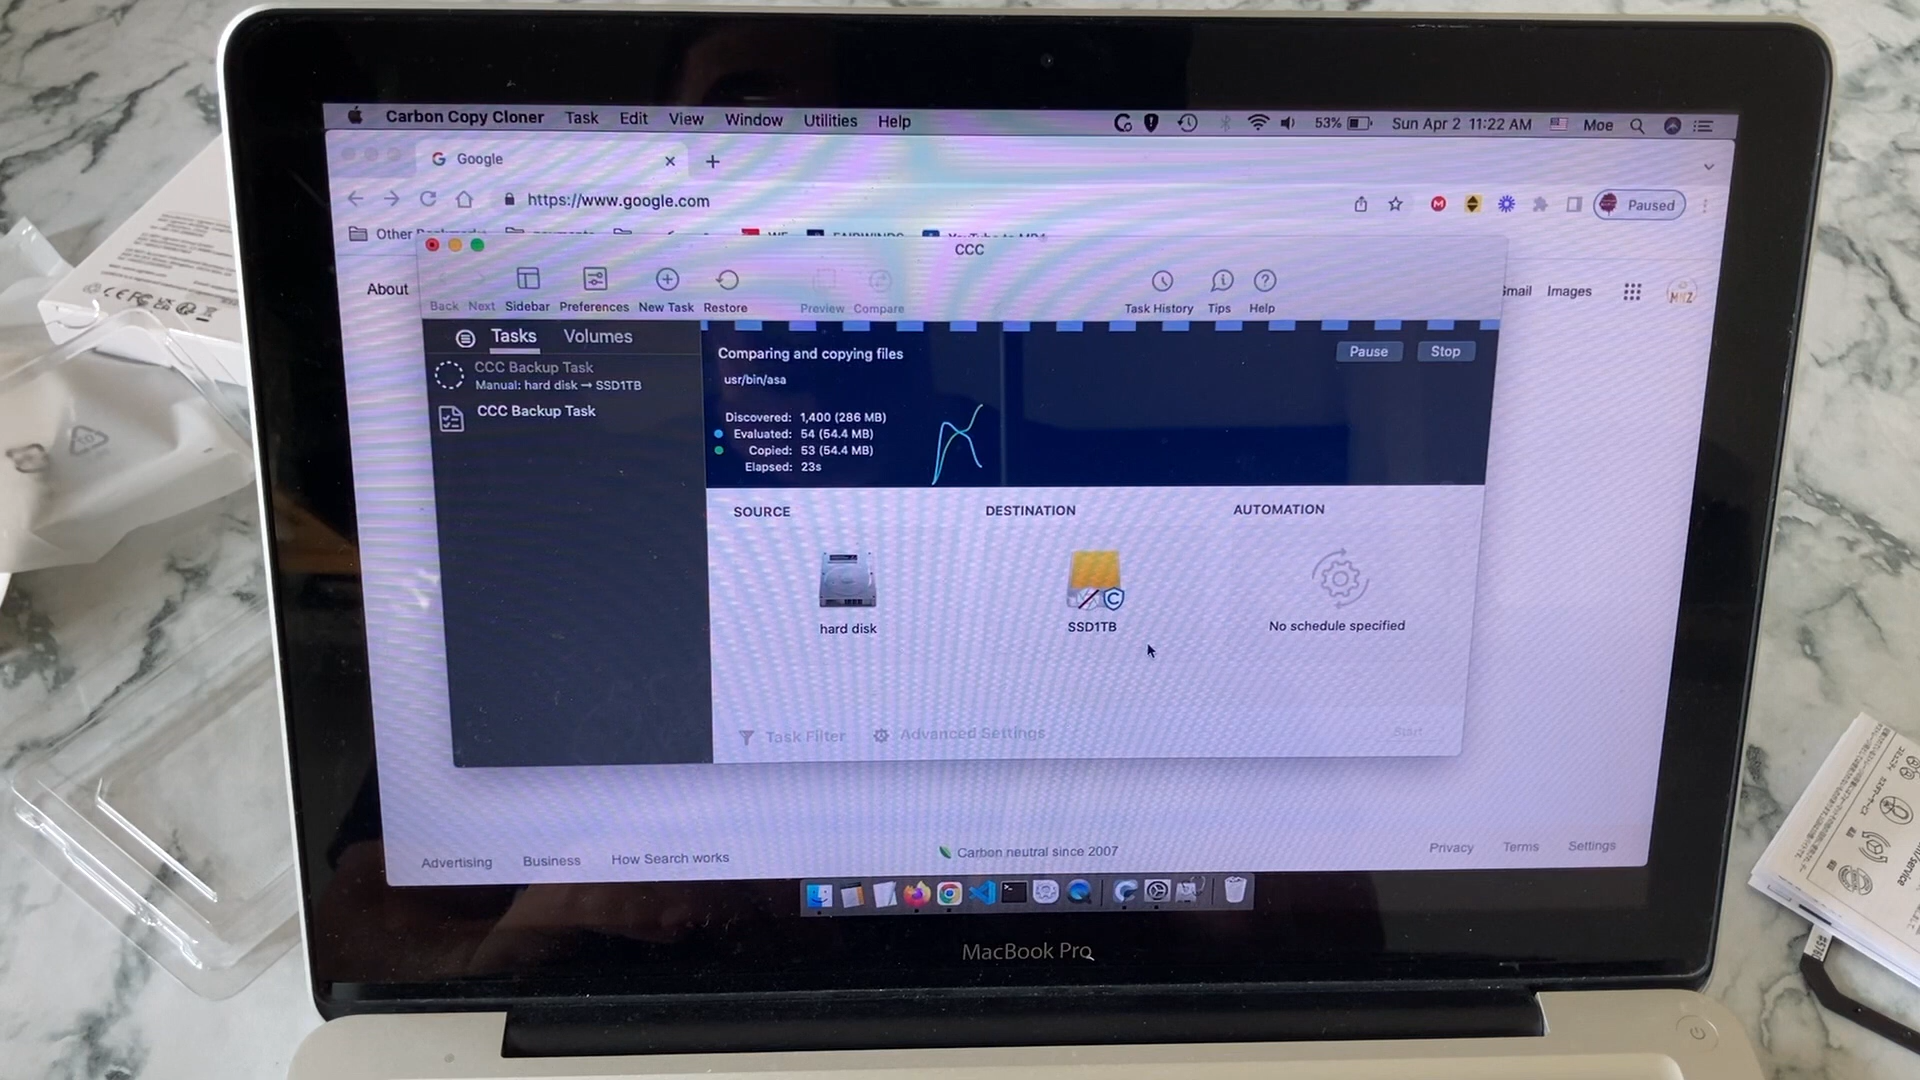 Carbon Copy Cloner Task Edit View Window Utilities Help 53% Sun Apr 2 11:22 AM Moe
Google
https://www.google.com
Paused
Other
CCC
About
Back Next Sidebar Preferences New Task Restore Preview Compare Task History Tips Help
Images
Tasks Volumes
CCC Backup Task
Manual: hard disk → SSD1TB
CCC Backup Task
Comparing and copying files
Pause Stop
usr/bin/asa
Discovered: 1,400 (286 MB)
Evaluated: 54 (54.4 MB)
Copied: 53 (54.4 MB)
Elapsed: 23s
SOURCE DESTINATION AUTOMATION
hard disk SSD1TB No schedule specified
Task Filter Advanced Settings Start
Carbon neutral since 2007
Advertising Business How Search works Privacy Terms Settings
MacBook Pro